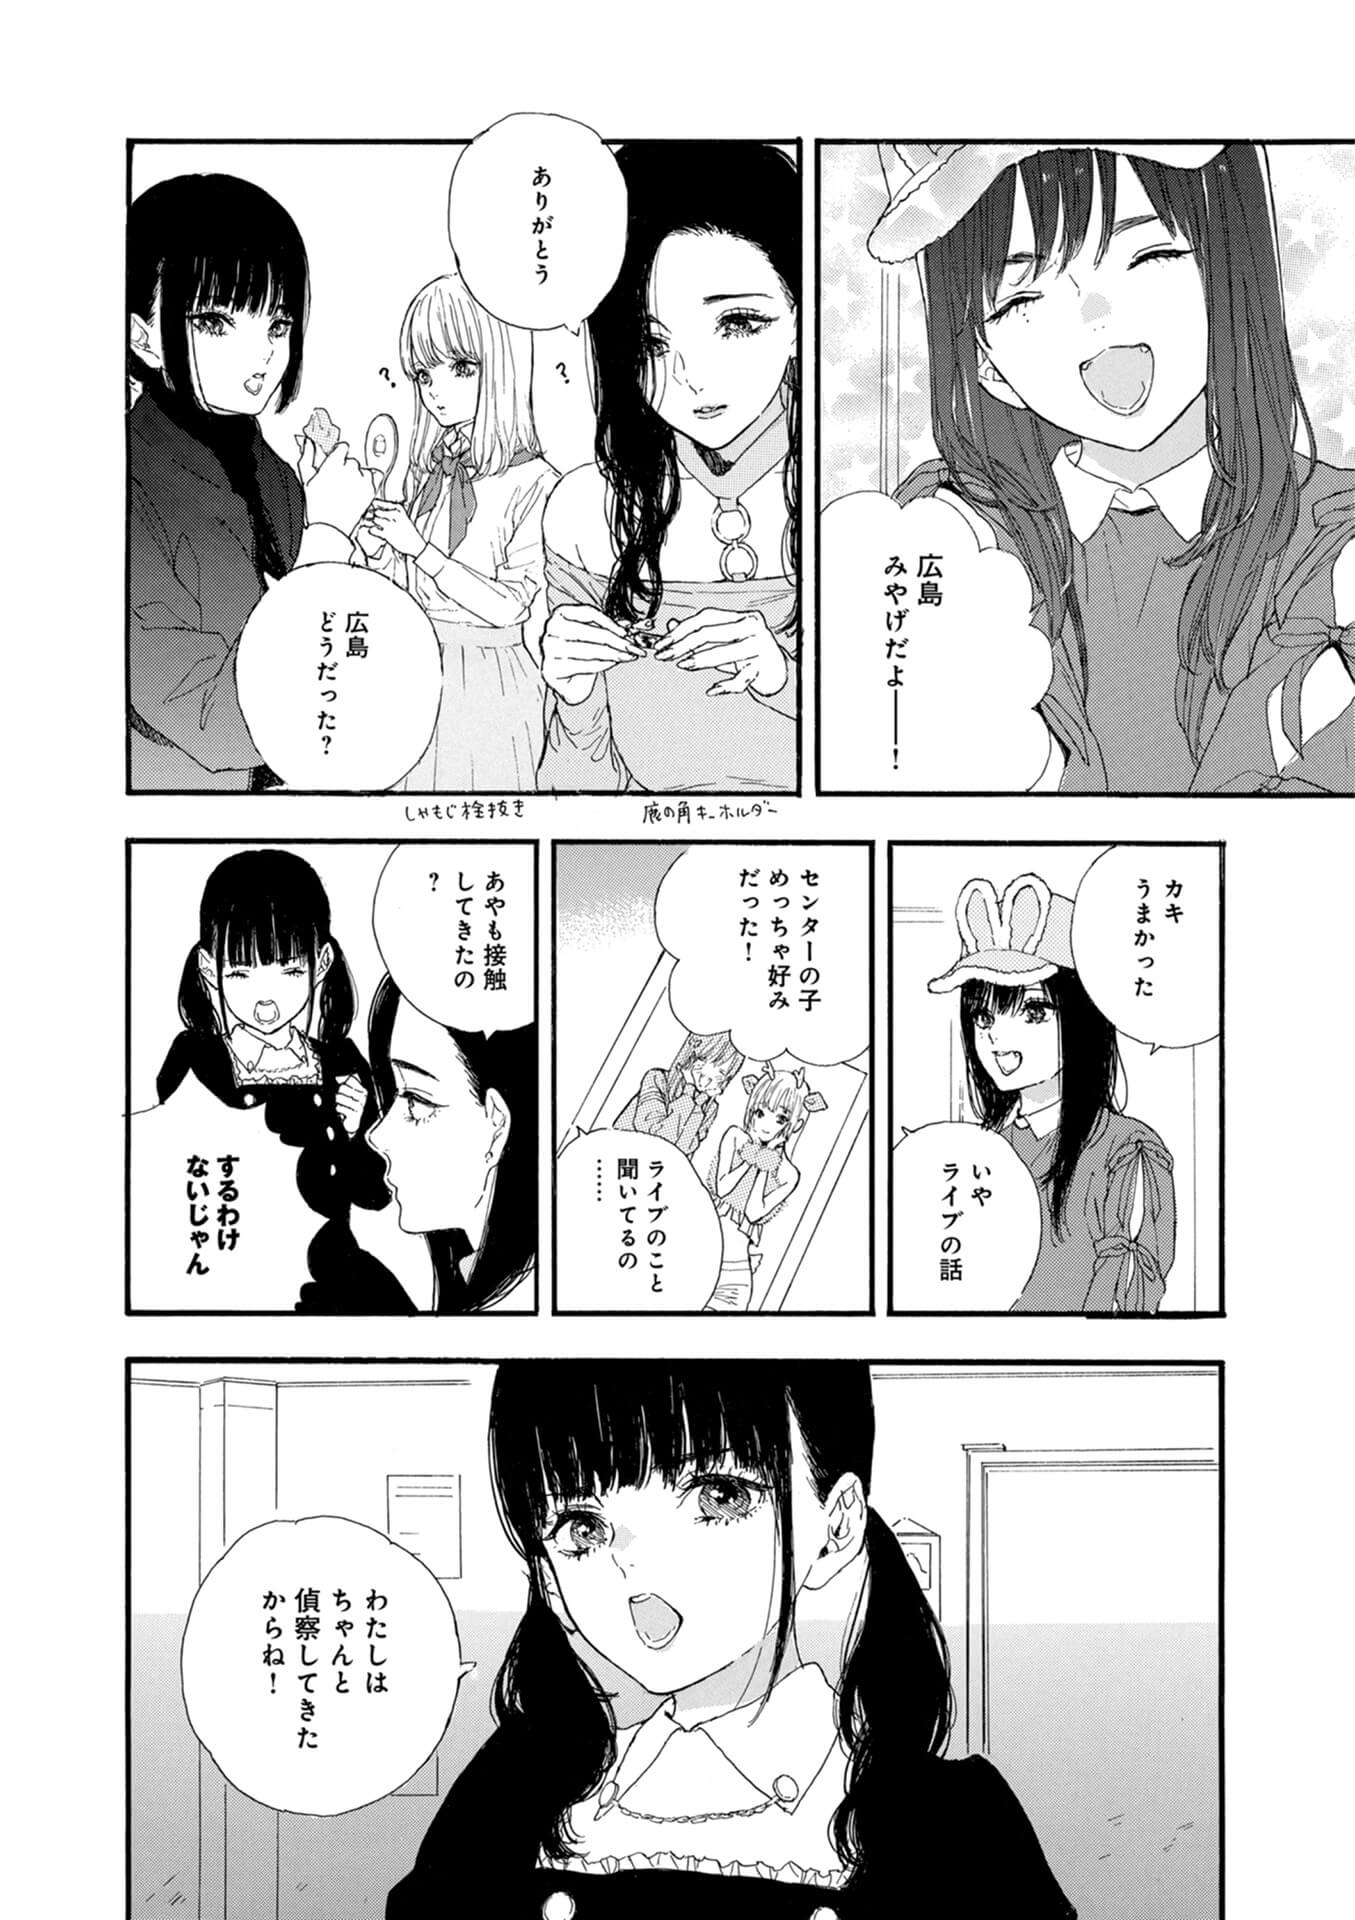 広島
みやげだよ――!
ありがとう
広島
どうだった?
?
?
鹿の角キーホルダー
しゃもじ栓抜き
カキ
うまかった
いや
ライブの話
センターの子
めっちゃ好み
だった!
ライブのこと
聞いてるの
……
あやも接触
してきたの
?
するわけ
ないじゃん
わたしは
ちゃんと
偵察してきた
からね!